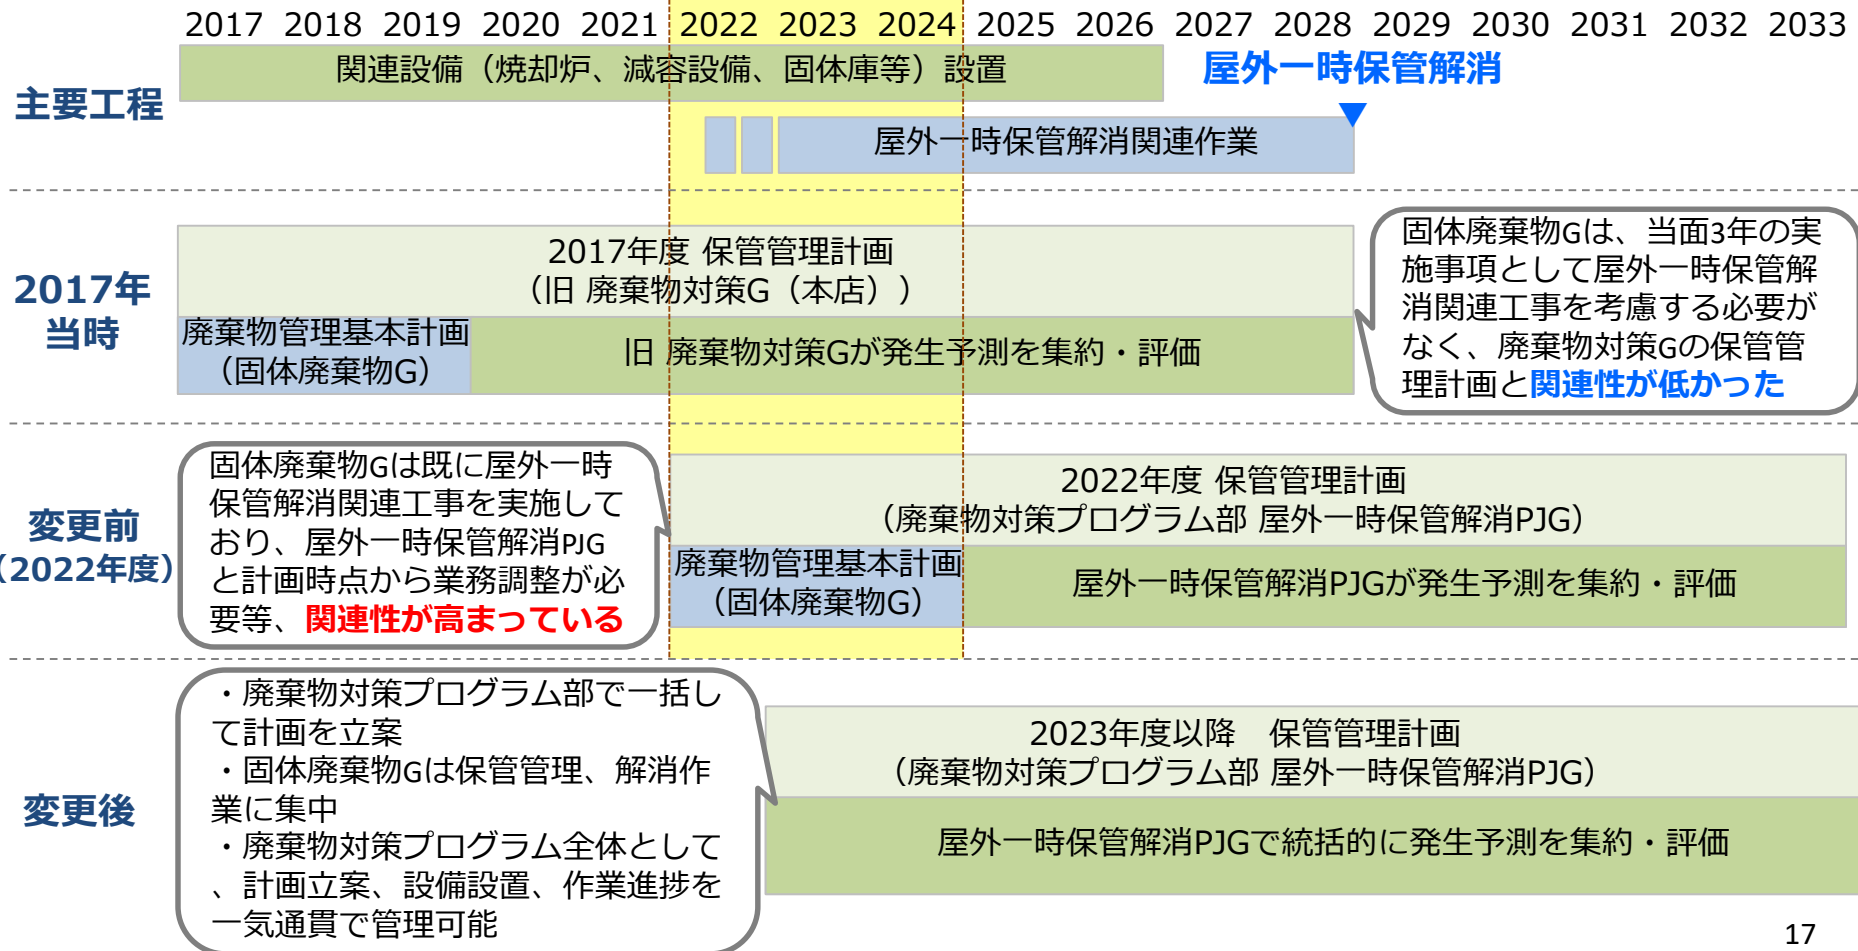 2017 2018 2019 2020 2021 2022 2023 2024 2025 2026 2027 2028 2029 2030 2031 2032 2033
主要工程
関連設備（焼却炉、減容設備、固体庫等）設置
屋外一時保管解消
屋外一時保管解消関連作業
2017年
当時
2017年度 保管管理計画
（旧 廃棄物対策G（本店））
廃棄物管理基本計画
（固体廃棄物G）
旧 廃棄物対策Gが発生予測を集約・評価
固体廃棄物Gは、当面3年の実
施事項として屋外一時保管解
消関連工事を考慮する必要が
なく、廃棄物対策Gの保管管
理計画と関連性が低かった
変更前
（2022年度）
固体廃棄物Gは既に屋外一時
保管解消関連工事を実施して
おり、屋外一時保管解消PJG
と計画時点から業務調整が必
要等、関連性が高まっている
2022年度 保管管理計画
（廃棄物対策プログラム部 屋外一時保管解消PJG）
廃棄物管理基本計画
（固体廃棄物G）
屋外一時保管解消PJGが発生予測を集約・評価
変更後
・廃棄物対策プログラム部で一括し
て計画を立案
・固体廃棄物Gは保管管理、解消作
業に集中
・廃棄物対策プログラム全体として
、計画立案、設備設置、作業進捗を
一気通貫で管理可能
2023年度以降　保管管理計画
（廃棄物対策プログラム部 屋外一時保管解消PJG）
屋外一時保管解消PJGで統括的に発生予測を集約・評価
17